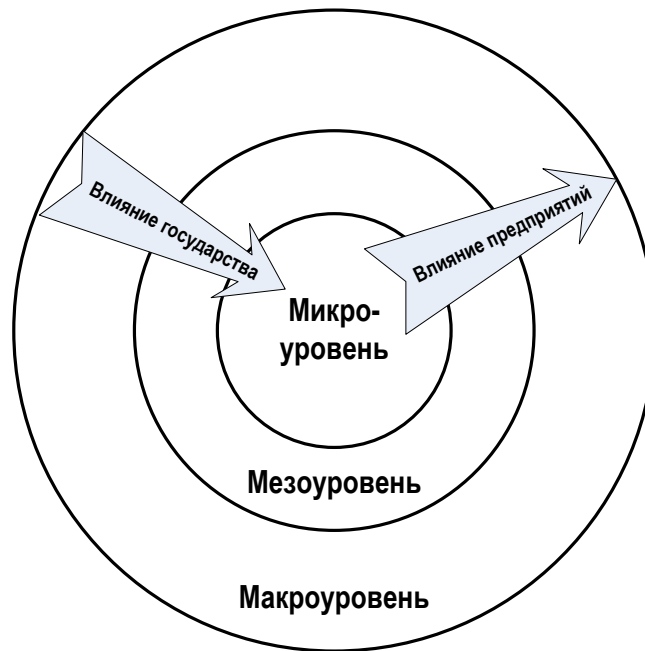 Влияние государства
Влияние предприятий
Микро-
уровень
Мезоуровень
Макроуровень